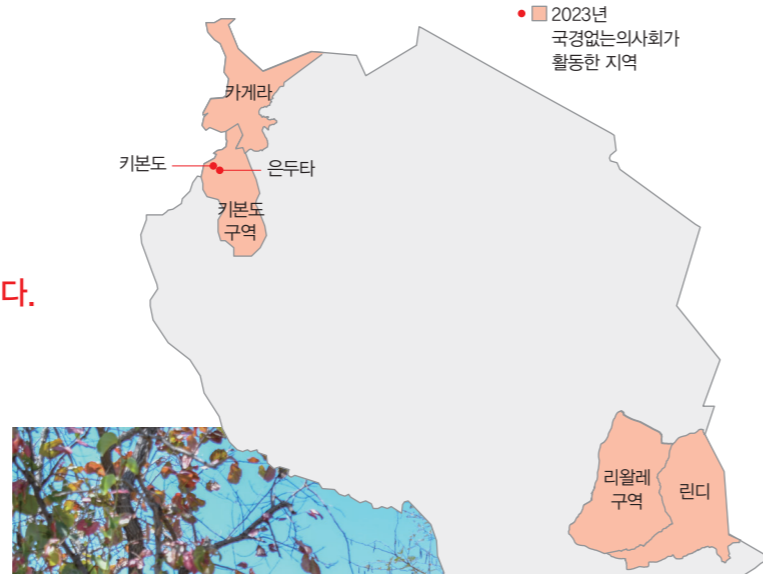 2023년
국경없는의사회가
활동한 지역
카게라
키본도
은두타
키본도
구역
다.
리왈레
구역
린디